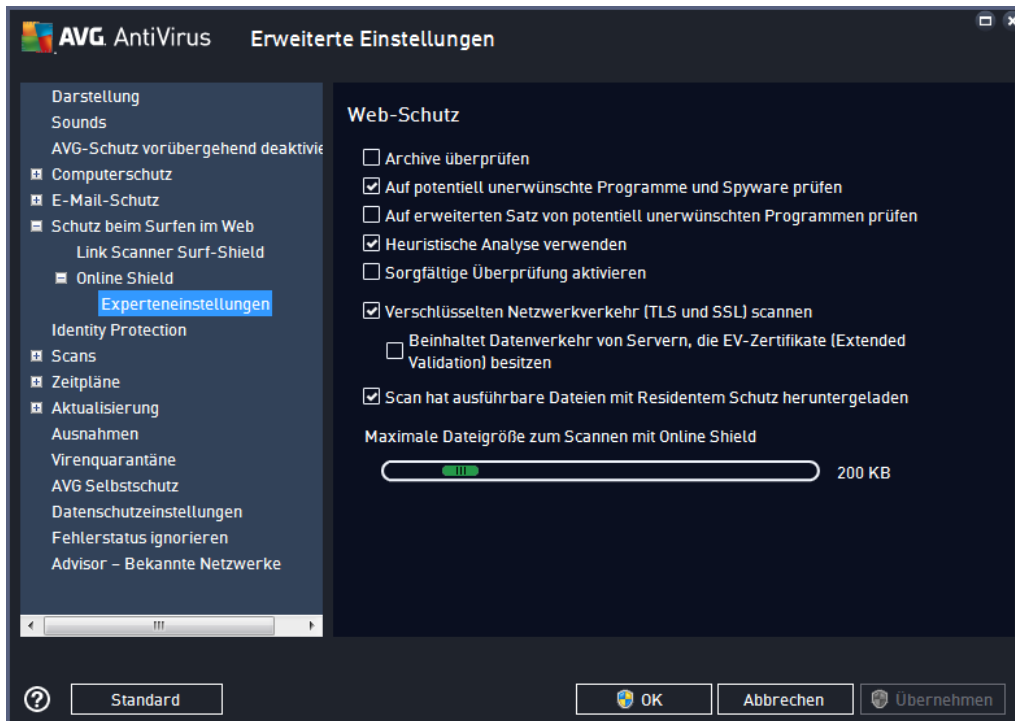 AVG AntiVirus Erweiterte Einstellungen
Darstellung
Sounds
AVG-Schutz vorübergehend deaktivie
Computerschutz
E-Mail-Schutz
Schutz beim Surfen im Web
Link Scanner Surf-Shield
Online Shield
Experteneinstellungen
Identity Protection
Scans
Zeitpläne
Aktualisierung
Ausnahmen
Virenquarantäne
AVG Selbstschutz
Datenschutzeinstellungen
Fehlerstatus ignorieren
Advisor – Bekannte Netzwerke
Web-Schutz
Archive überprüfen
Auf potentiell unerwünschte Programme und Spyware prüfen
Auf erweiterten Satz von potentiell unerwünschten Programmen prüfen
Heuristische Analyse verwenden
Sorgfältige Überprüfung aktivieren
Verschlüsselten Netzwerkverkehr (TLS und SSL) scannen
Beinhaltet Datenverkehr von Servern, die EV-Zertifikate (Extended
Validation) besitzen
Scan hat ausführbare Dateien mit Residentem Schutz heruntergeladen
Maximale Dateigröße zum Scannen mit Online Shield
200 KB
? Standard OK Abbrechen Übernehmen